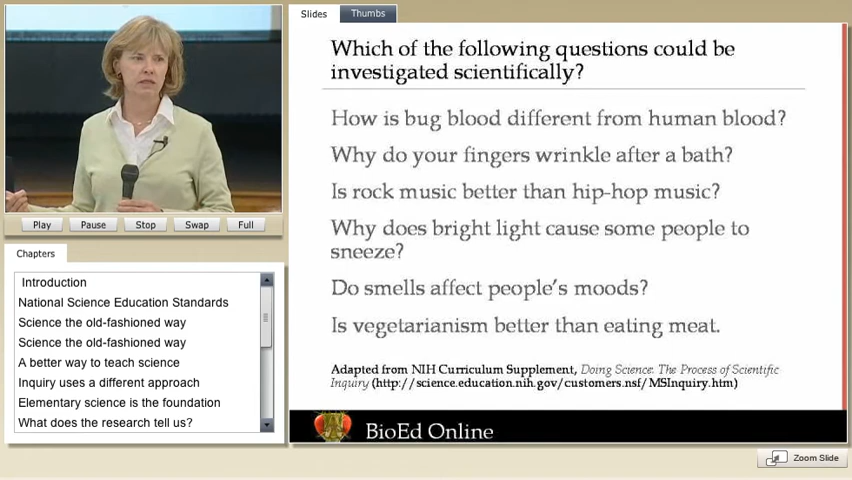 Slides
Thumbs
Which of the following questions could be
investigated scientifically?
How is bug blood different from human blood?
Why do your fingers wrinkle after a bath?
Is rock music better than hip-hop music?
Why does bright light cause some people to
sneeze?
Do smells affect people's moods?
Is vegetarianism better than eating meat.
Adapted from NIH Curriculum Supplement, Doing Science: The Process of Scientific
Inquiry (http://science.education.nih.gov/customers.nsf/MSInquiry.htm)
BioEd Online
Zoom Slide
Play
Pause
Stop
Swap
Full
Chapters
Introduction
National Science Education Standards
Science the old-fashioned way
Science the old-fashioned way
A better way to teach science
Inquiry uses a different approach
Elementary science is the foundation
What does the research tell us?